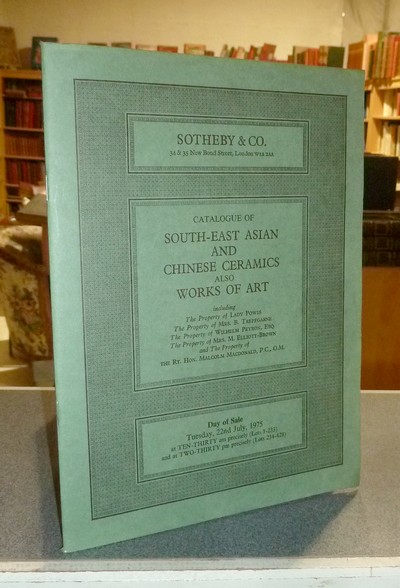 SOTHEBY & CO.
34 & 35 New Bond Street, London W1A 2AA
CATALOGUE OF
SOUTH-EAST ASIAN
AND
CHINESE CERAMICS
ALSO
WORKS OF ART
including
The Property of LADY POWIS
The Property of MRS. B. TREFFGARNE
The Property of WILHELM PETRUS, ESQ.
The Property of MRS. M. ELLIOTT-BROWN
and The Property of
THE RT. HON. MALCOLM MACDONALD, P.C., O.M.
Day of Sale
Tuesday, 22nd July, 1975
at TEN-THIRTY am precisely (Lots 1-233)
and at TWO-THIRTY pm precisely (Lots 234-